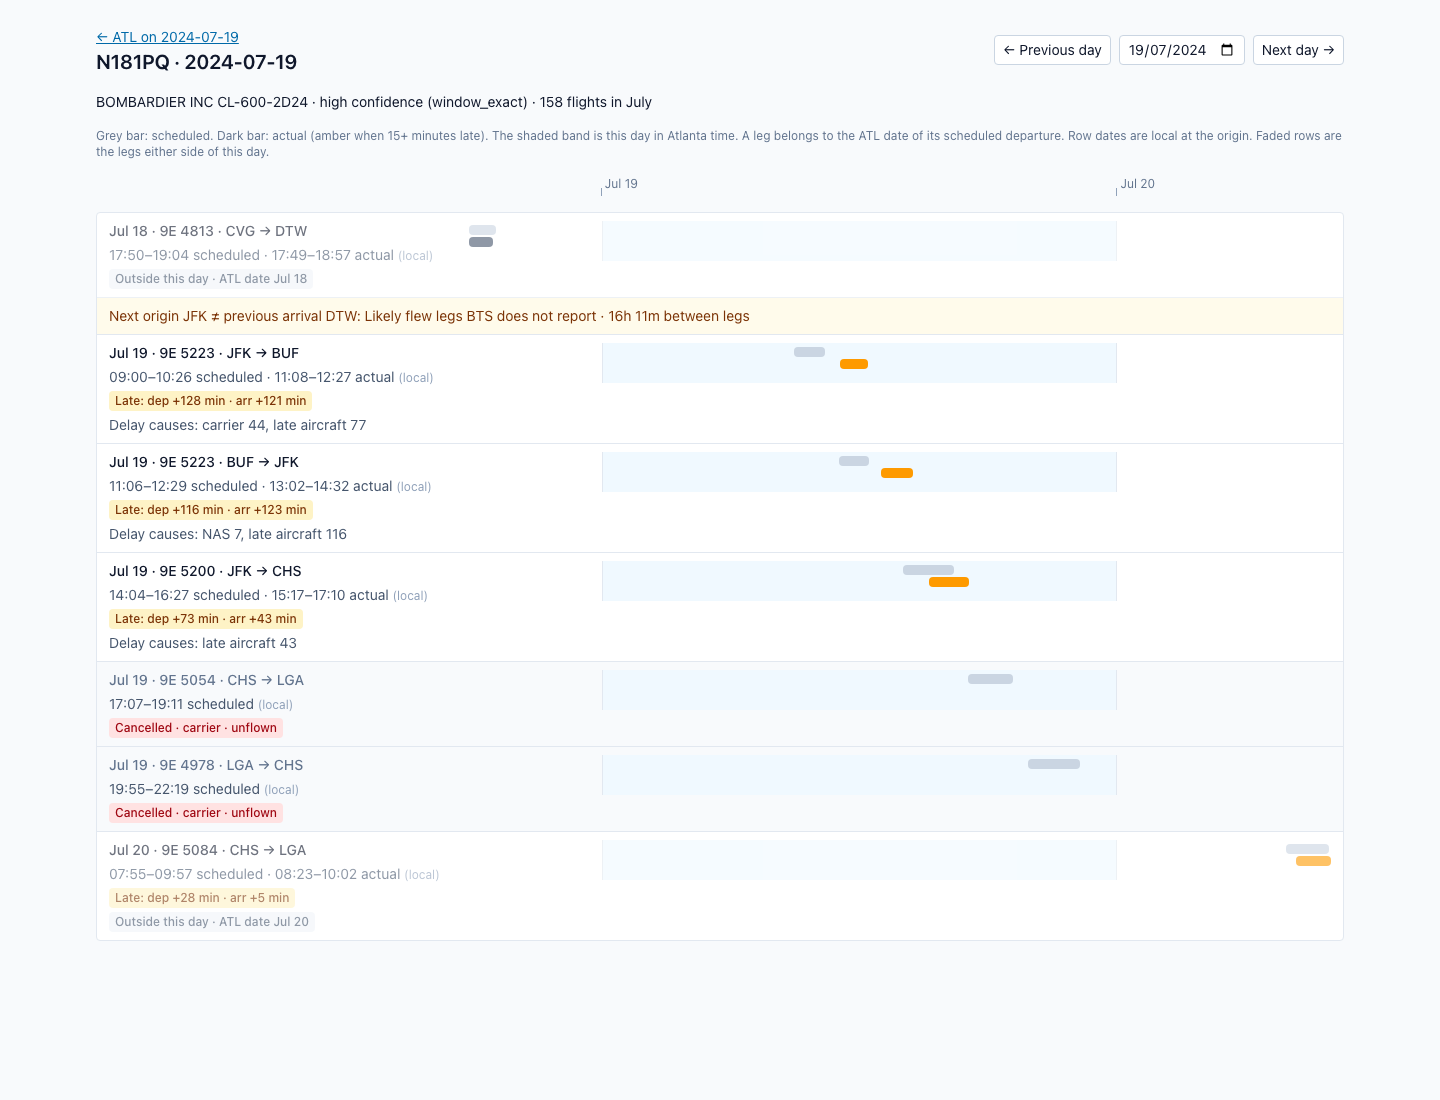 ← ATL on 2024-07-19
N181PQ · 2024-07-19
← Previous day
19/07/2024
Next day →
BOMBARDIER INC CL-600-2D24 · high confidence (window_exact) · 158 flights in July
Grey bar: scheduled. Dark bar: actual (amber when 15+ minutes late). The shaded band is this day in Atlanta time. A leg belongs to the ATL date of its scheduled departure. Row dates are local at the origin. Faded rows are
the legs either side of this day.
Jul 19
Jul 20
Jul 18 · 9E 4813 · CVG → DTW
17:50–19:04 scheduled · 17:49–18:57 actual (local)
Outside this day · ATL date Jul 18
Next origin JFK ≠ previous arrival DTW: Likely flew legs BTS does not report · 16h 11m between legs
Jul 19 · 9E 5223 · JFK → BUF
09:00–10:26 scheduled · 11:08–12:27 actual (local)
Late: dep +128 min · arr +121 min
Delay causes: carrier 44, late aircraft 77
Jul 19 · 9E 5223 · BUF → JFK
11:06–12:29 scheduled · 13:02–14:32 actual (local)
Late: dep +116 min · arr +123 min
Delay causes: NAS 7, late aircraft 116
Jul 19 · 9E 5200 · JFK → CHS
14:04–16:27 scheduled · 15:17–17:10 actual (local)
Late: dep +73 min · arr +43 min
Delay causes: late aircraft 43
Jul 19 · 9E 5054 · CHS → LGA
17:07–19:11 scheduled (local)
Cancelled · carrier · unflown
Jul 19 · 9E 4978 · LGA → CHS
19:55–22:19 scheduled (local)
Cancelled · carrier · unflown
Jul 20 · 9E 5084 · CHS → LGA
07:55–09:57 scheduled · 08:23–10:02 actual (local)
Late: dep +28 min · arr +5 min
Outside this day · ATL date Jul 20